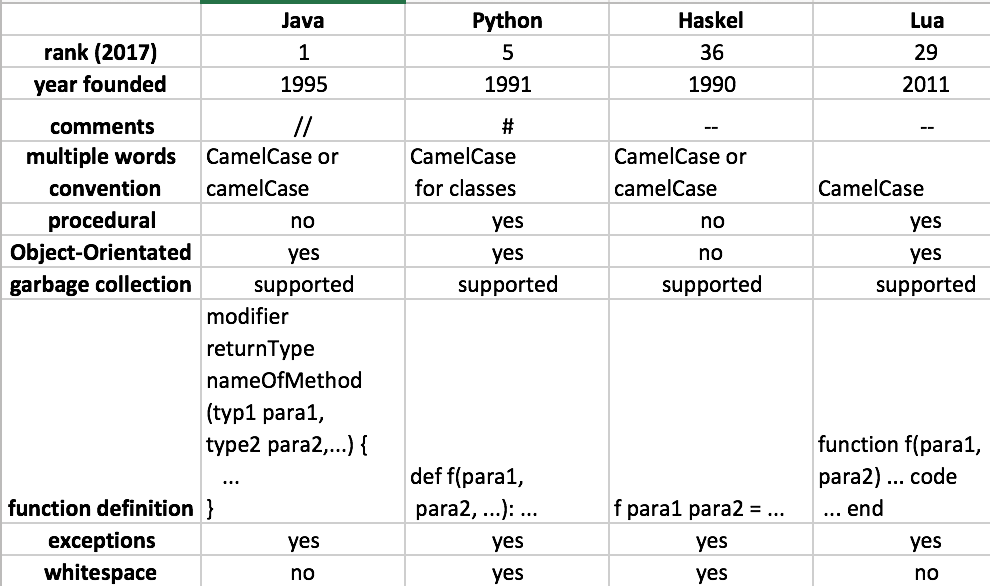 Java Python Haskel Lua
rank (2017) 1 5 36 29
year founded 1995 1991 1990 2011
comments // # -- --
multiple words CamelCase or CamelCase CamelCase or
convention camelCase for classes camelCase CamelCase
procedural no yes no yes
Object-Orientated yes yes no yes
garbage collection supported supported supported supported
modifier
returnType
nameOfMethod
(typ1 para1,
type2 para2,...) { function f(para1,
... def f(para1, para2) ... code
function definition } para2, ...): ... f para1 para2 = ... ... end
exceptions yes yes yes yes
whitespace no yes yes no